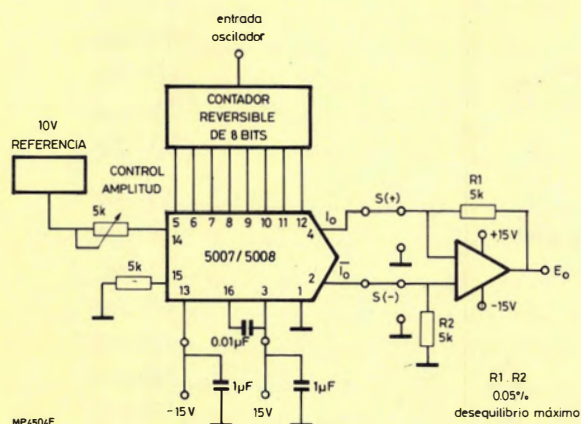 entrada
oscilador
CONTADOR
REVERSIBLE
DE 8 BITS
10V
REFERENCIA
CONTROL
AMPLITUD
5k
5 6 7 8 9 10 11 12
14
4
I₀
S(+)
R1
5k
+15V
5007/5008
15
5k
2
I̅₀
S(-)
E₀
-15V
13 16 3 1
R2
5k
0.01µF
1µF
1µF
-15V
15V
R1 . R2
0.05%
desequilibrio máximo
MP4504E